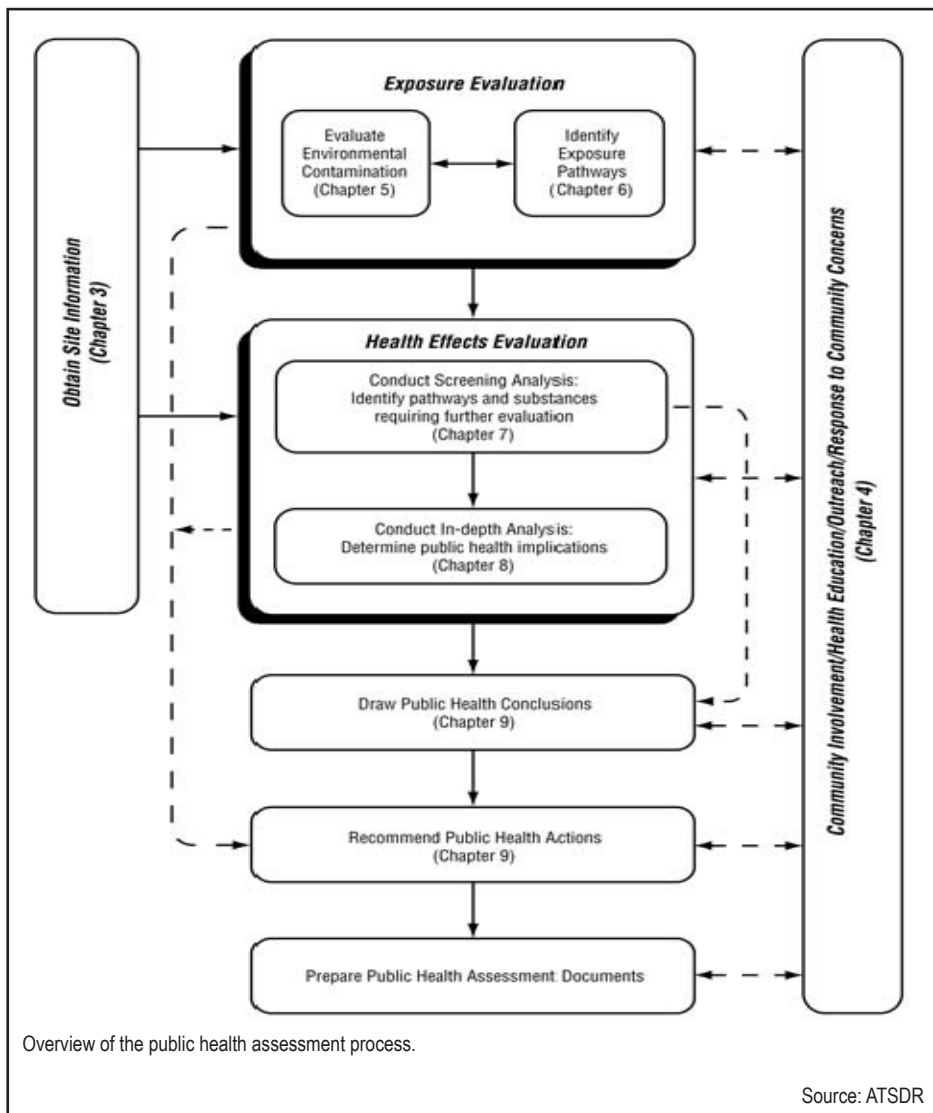 Obtain Site Information
(Chapter 3)
Exposure Evaluation
Evaluate
Environmental
Contamination
(Chapter 5)
Identify
Exposure
Pathways
(Chapter 6)
Health Effects Evaluation
Conduct Screening Analysis:
Identify pathways and substances
requiring further evaluation
(Chapter 7)
Conduct In-depth Analysis:
Determine public health implications
(Chapter 8)
Draw Public Health Conclusions
(Chapter 9)
Recommend Public Health Actions
(Chapter 9)
Prepare Public Health Assessment Documents
Community Involvement/Health Education/Outreach/Response to Community Concerns
(Chapter 4)
Overview of the public health assessment process.
Source: ATSDR